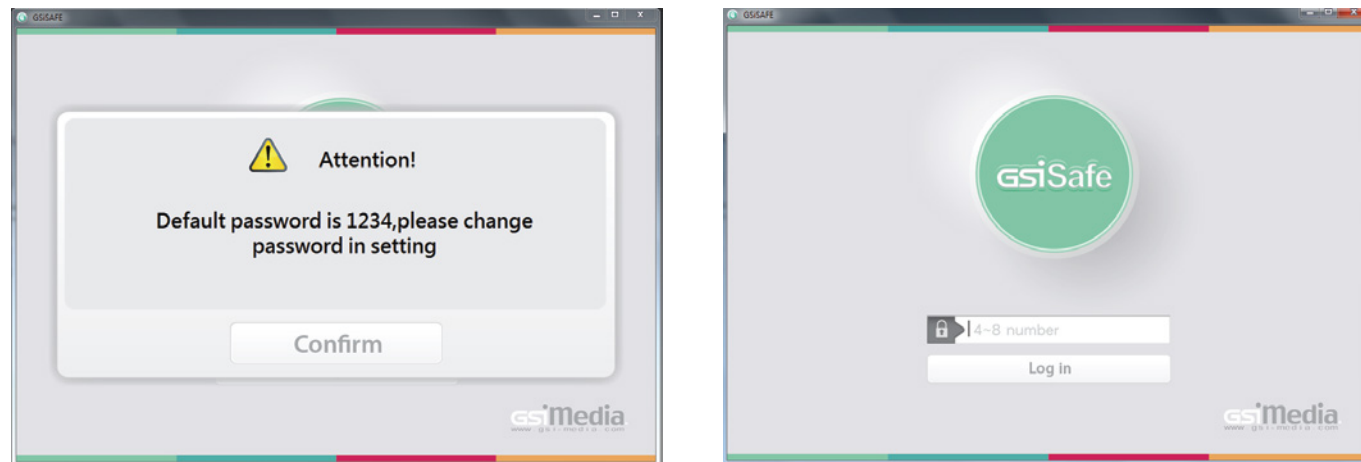 GSiSAFE
Attention!
Default password is 1234,please change
password in setting
Confirm
gsiMedia
www.gsi-media.com
GSiSAFE
GSiSafe
4~8 number
Log in
gsiMedia
www.gsi-media.com